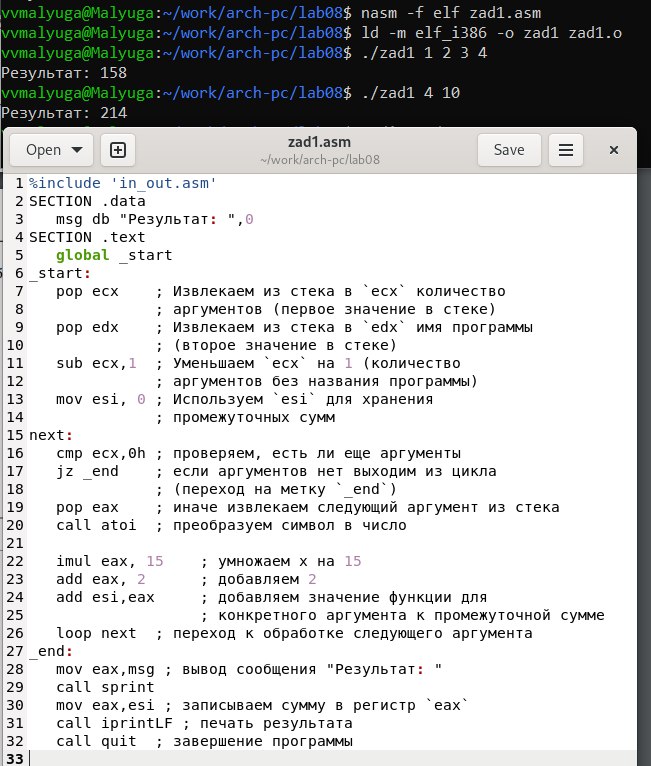 vvmalyuga@Malyuga:~/work/arch-pc/lab08$ nasm -f elf zad1.asm
vvmalyuga@Malyuga:~/work/arch-pc/lab08$ ld -m elf_i386 -o zad1 zad1.o
vvmalyuga@Malyuga:~/work/arch-pc/lab08$ ./zad1 1 2 3 4
Результат: 158
vvmalyuga@Malyuga:~/work/arch-pc/lab08$ ./zad1 4 10
Результат: 214
Open
zad1.asm
~/work/arch-pc/lab08
Save
1 %include 'in_out.asm'
2 SECTION .data
3    msg db "Результат: ",0
4 SECTION .text
5    global _start
6 _start:
7    pop ecx    ; Извлекаем из стека в `ecx` количество
8               ; аргументов (первое значение в стеке)
9    pop edx    ; Извлекаем из стека в `edx` имя программы
10               ; (второе значение в стеке)
11    sub ecx,1  ; Уменьшаем `ecx` на 1 (количество
12               ; аргументов без названия программы)
13    mov esi, 0 ; Используем `esi` для хранения
14               ; промежуточных сумм
15 next:
16    cmp ecx,0h ; проверяем, есть ли еще аргументы
17    jz _end    ; если аргументов нет выходим из цикла
18               ; (переход на метку `_end`)
19    pop eax    ; иначе извлекаем следующий аргумент из стека
20    call atoi  ; преобразуем символ в число
21
22    imul eax, 15    ; умножаем x на 15
23    add eax, 2      ; добавляем 2
24    add esi,eax     ; добавляем значение функции для
25                    ; конкретного аргумента к промежуточной сумме
26    loop next  ; переход к обработке следующего аргумента
27 _end:
28    mov eax,msg ; вывод сообщения "Результат: "
29    call sprint
30    mov eax,esi ; записываем сумму в регистр `eax`
31    call iprintLF ; печать результата
32    call quit  ; завершение программы
33